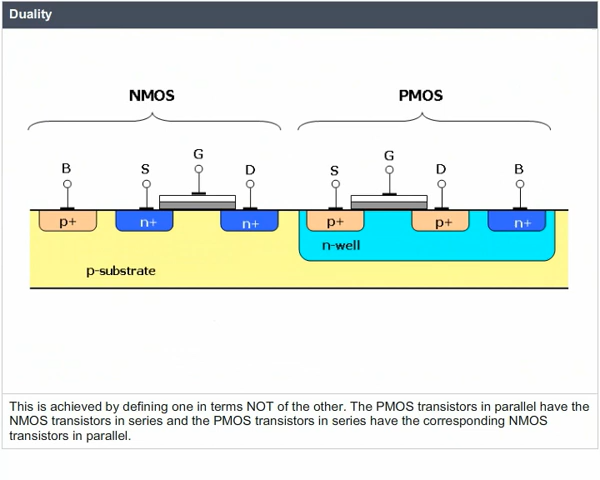 Duality
NMOS PMOS
B S G D S G D B
p+ n+ n+ p+ p+ n+
n-well
p-substrate
This is achieved by defining one in terms NOT of the other. The PMOS transistors in parallel have the
NMOS transistors in series and the PMOS transistors in series have the corresponding NMOS
transistors in parallel.